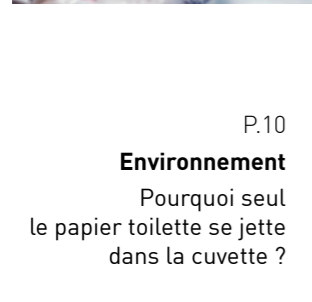 P.10
Environnement
Pourquoi seul
le papier toilette se jette
dans la cuvette ?